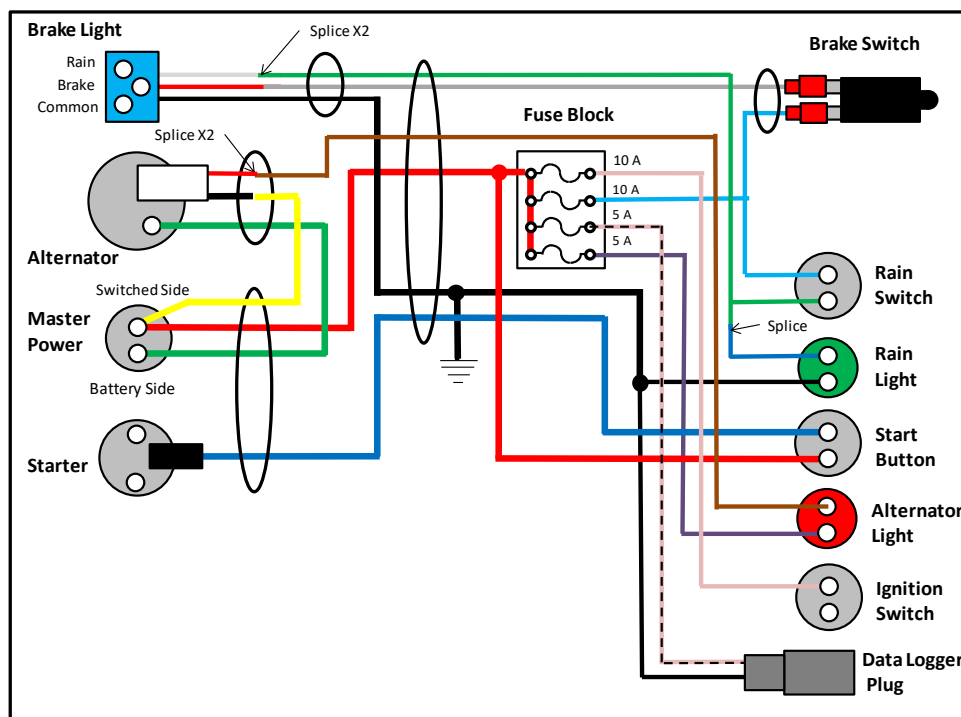 Brake Light
Splice X2
Brake Switch
Rain
Brake
Common
Fuse Block
Splice X2
10 A
10 A
5 A
5 A
Alternator
Rain
Switch
Switched Side
Master
Power
Splice
Rain
Light
Battery Side
Start
Button
Starter
Alternator
Light
Ignition
Switch
Data Logger
Plug